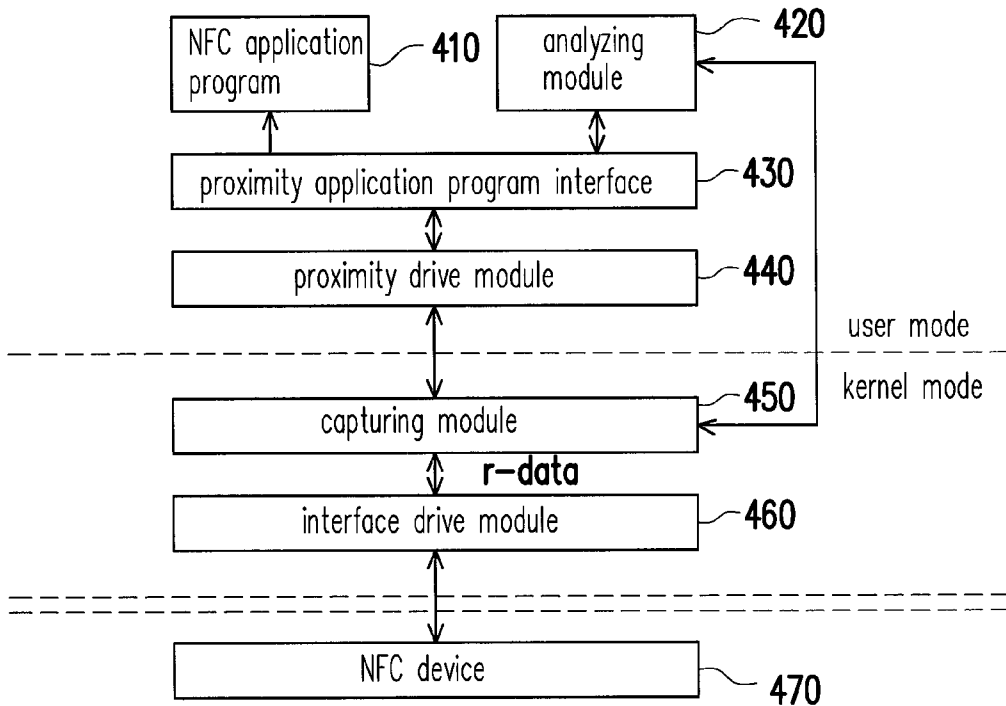 NFC application
program
410
analyzing
module
420
proximity application program interface
430
proximity drive module
440
user mode
kernel mode
capturing module
450
r-data
interface drive module
460
NFC device
470